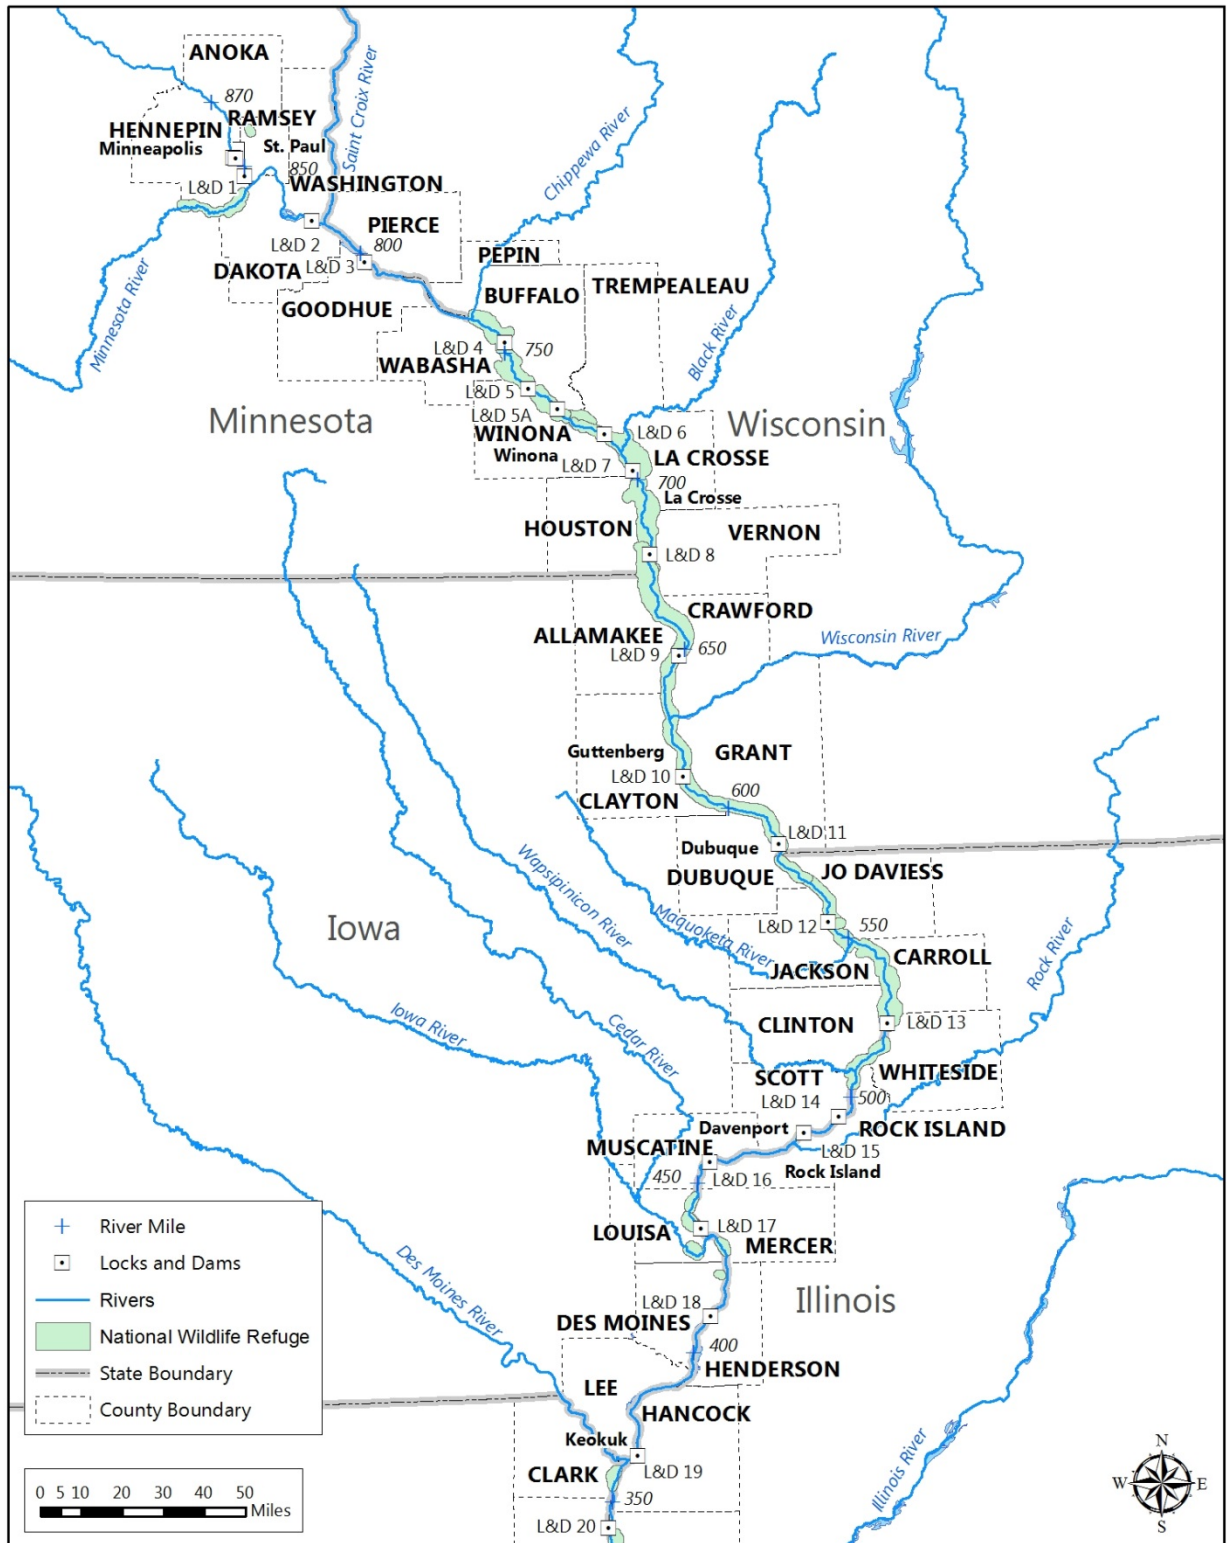 ANOKA
Saint Croix River
870
RAMSEY
HENNEPIN
Minneapolis
St. Paul
850
L&D 1
WASHINGTON
Chippewa River
PIERCE
L&D 2
800
DAKOTA
L&D 3
PEPIN
Minnesota River
GOODHUE
BUFFALO
TREMPEALEAU
Black River
L&D 4
750
WABASHA
L&D 5
L&D 5A
Minnesota
Wisconsin
WINONA
L&D 6
Winona
LA CROSSE
L&D 7
700
La Crosse
HOUSTON
VERNON
L&D 8
CRAWFORD
ALLAMAKEE
Wisconsin River
L&D 9
650
Guttenberg
GRANT
L&D 10
CLAYTON
600
L&D 11
Dubuque
DUBUQUE
JO DAVIESS
Wapsipinicon River
Maquoketa River
Iowa
L&D 12
550
Rock River
JACKSON
CARROLL
Iowa River
Cedar River
CLINTON
L&D 13
SCOTT
WHITESIDE
L&D 14
500
Davenport
ROCK ISLAND
MUSCATINE
L&D 15
Rock Island
450
L&D 16
LOUISA
L&D 17
MERCER
Des Moines River
Illinois
L&D 18
DES MOINES
400
HENDERSON
LEE
HANCOCK
Keokuk
L&D 19
CLARK
Illinois River
350
L&D 20
River Mile
Locks and Dams
Rivers
National Wildlife Refuge
State Boundary
County Boundary
0 5 10 20 30 40 50
Miles
N
W E
S